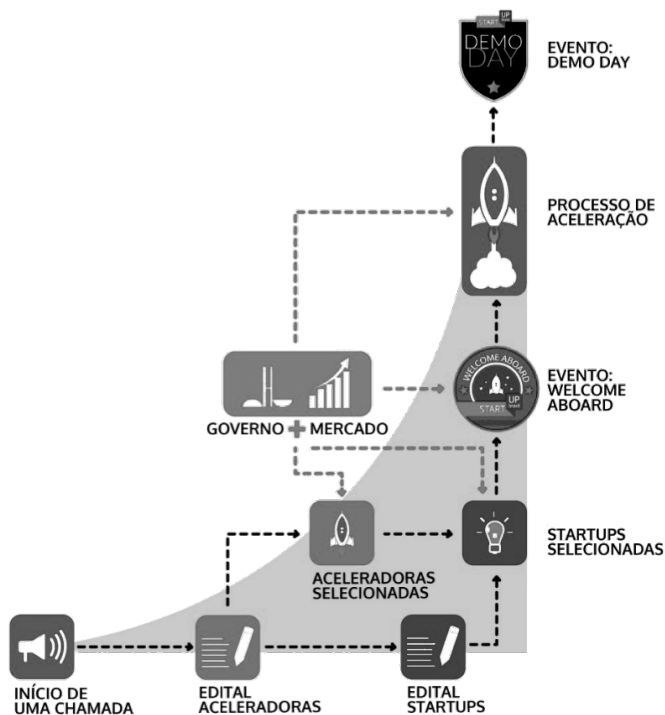 START UP
DEMO
DAY
EVENTO:
DEMO DAY
PROCESSO DE
ACELERAÇÃO
WELCOME ABOARD
START UP
EVENTO:
WELCOME
ABOARD
GOVERNO + MERCADO
STARTUPS
SELECIONADAS
ACELERADORAS
SELECIONADAS
INÍCIO DE
UMA CHAMADA
EDITAL
ACELERADORAS
EDITAL
STARTUPS